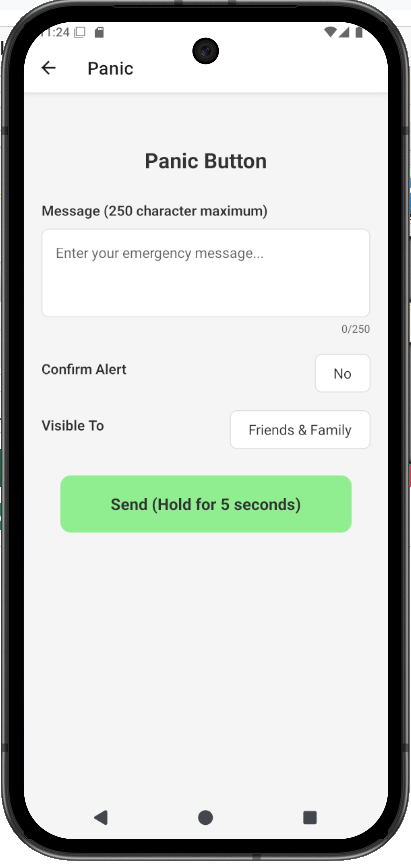 11:24
Panic
Panic Button
Message (250 character maximum)
Enter your emergency message...
0/250
Confirm Alert
No
Visible To
Friends & Family
Send (Hold for 5 seconds)